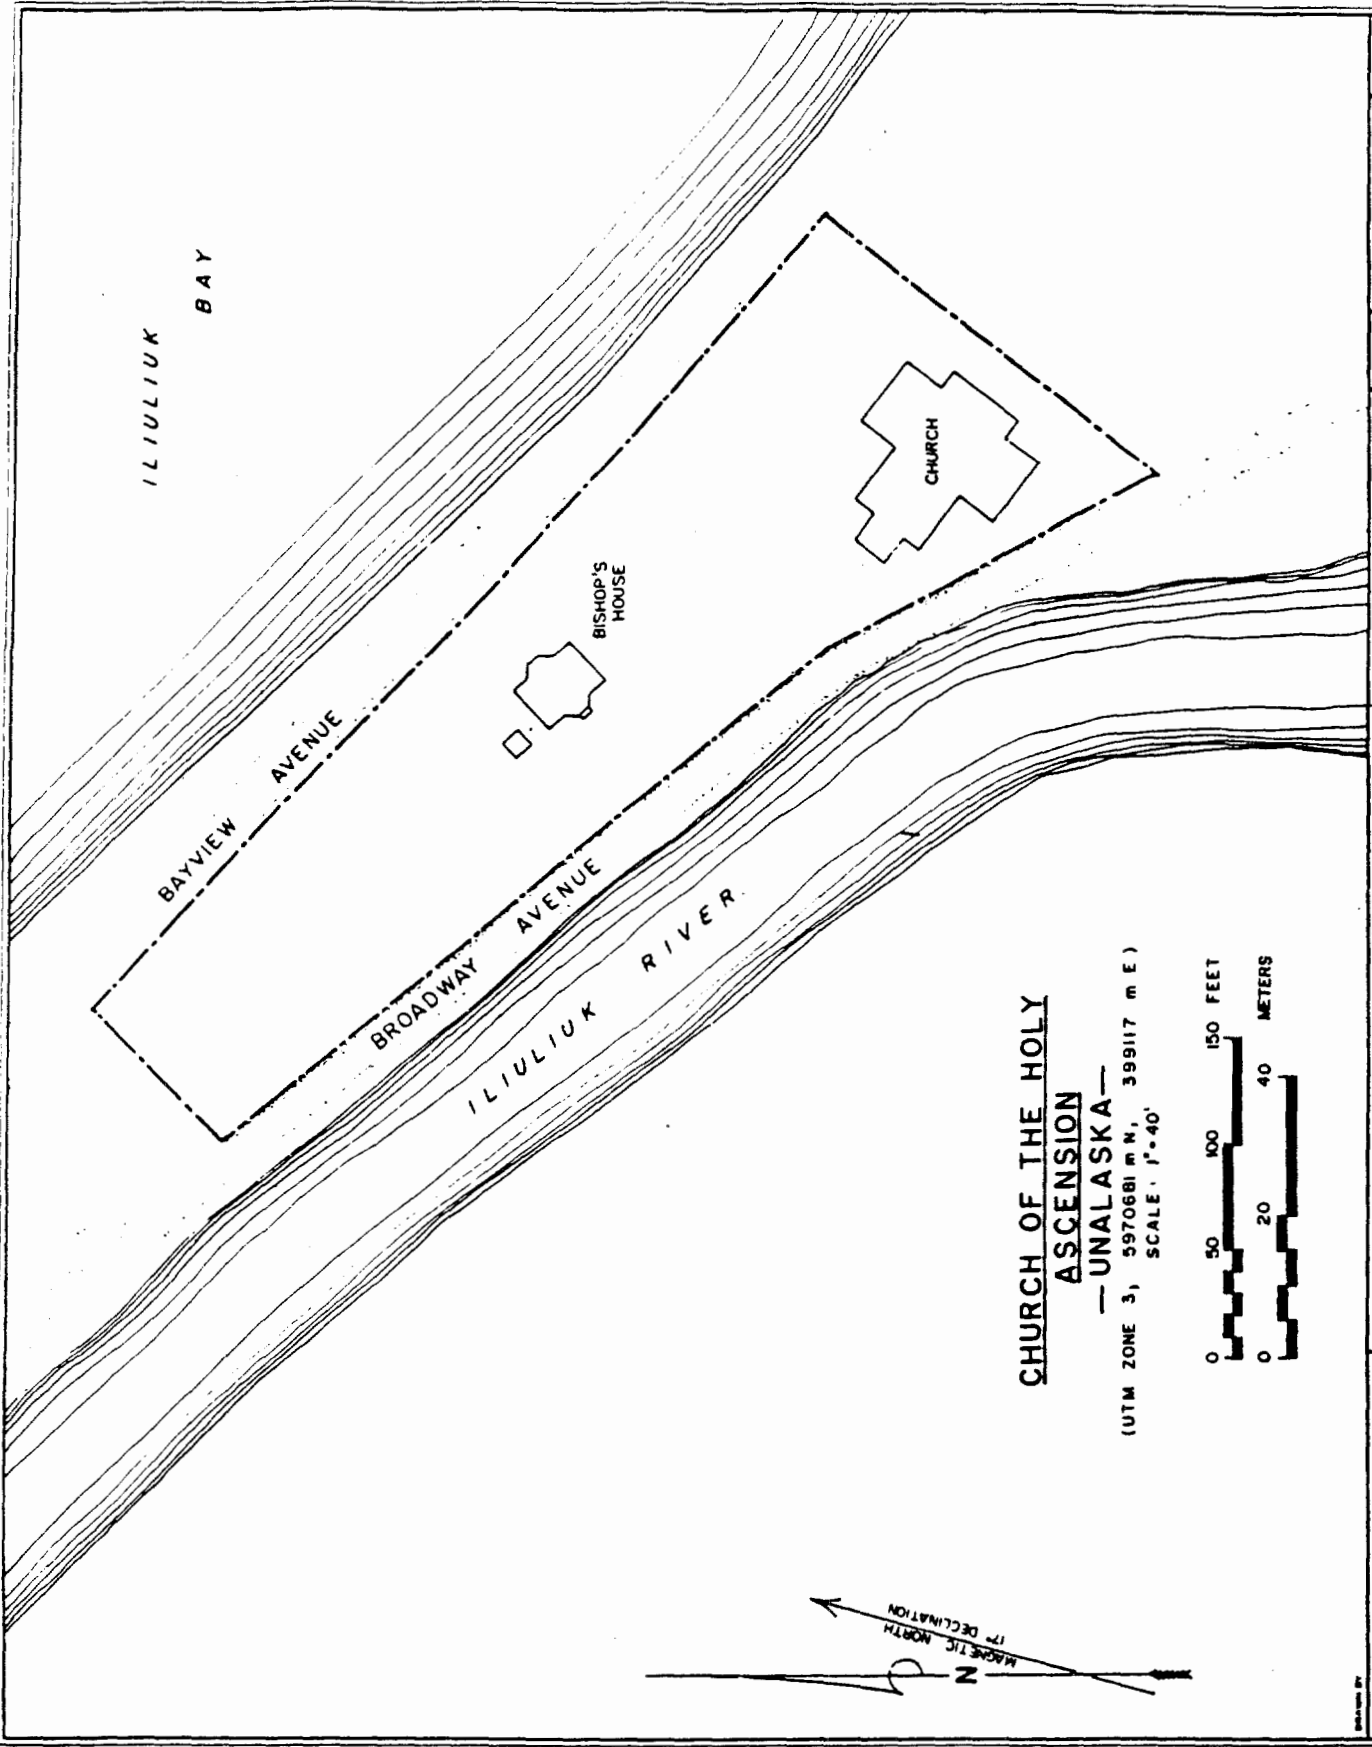 ILIULIUK
BAY
BAYVIEW AVENUE
BISHOP'S
HOUSE
CHURCH
BROADWAY AVENUE
ILIULIUK RIVER
CHURCH OF THE HOLY
ASCENSION
—UNALASKA—
(UTM ZONE 3, 5970681 m N, 399117 m E)
SCALE: 1"=40'
0 50 100 150 FEET
0 20 40 METERS
MAGNETIC NORTH
17° DECLINATION
N
DRAWN BY